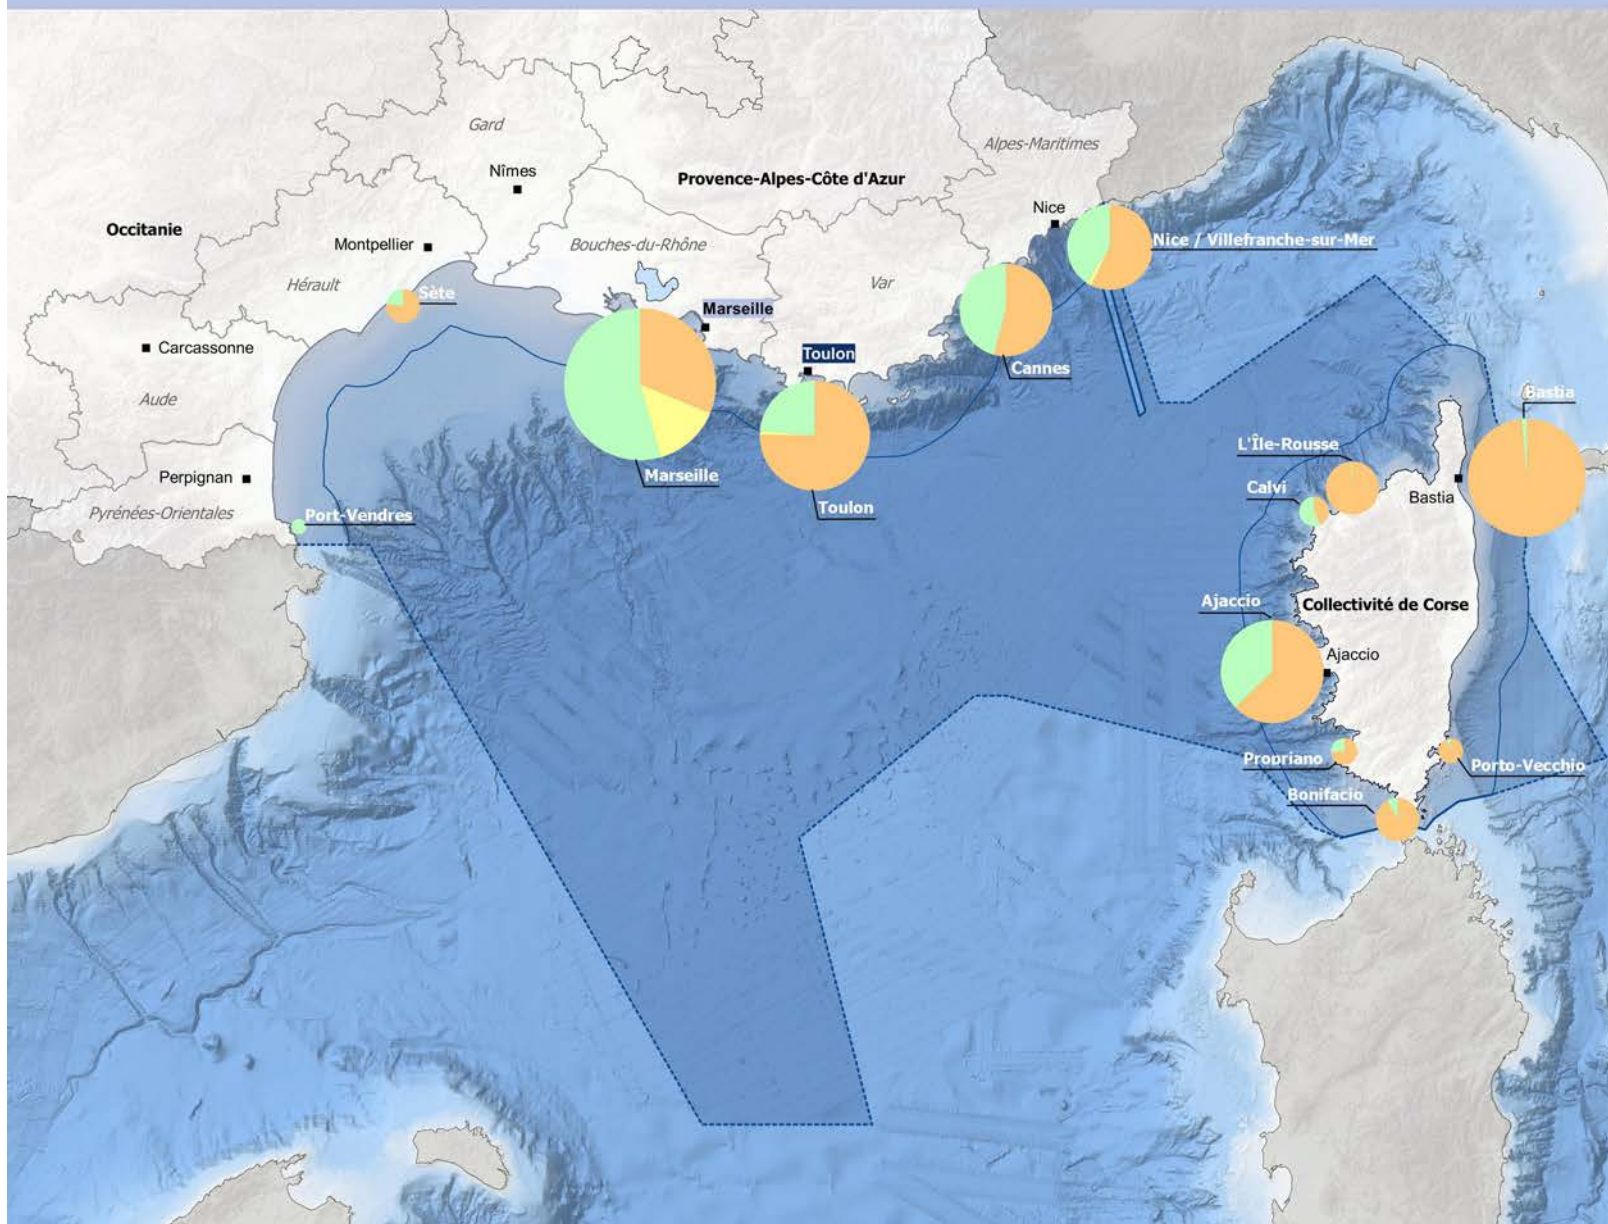 Gard
Alpes-Maritimes
Nîmes
Provence-Alpes-Côte d'Azur
Nice
Occitanie
Montpellier
Bouches-du-Rhône
Nice / Villefranche-sur-Mer
Hérault
Var
Sète
Marseille
Carcassonne
Toulon
Cannes
Aude
Bastia
L'Île-Rousse
Marseille
Perpignan
Calvi
Bastia
Toulon
Pyrénées-Orientales
Port-Vendres
Ajaccio
Collectivité de Corse
Ajaccio
Propriano
Porto-Vecchio
Bonifacio